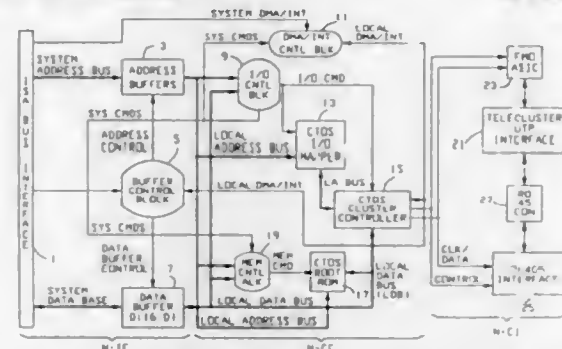 SYSTEM DMA/INT
11
DMA/INT
CNTL BLK
LOCAL
DMA/INT
3
SYS CMDS
9
SYSTEM
ADDRESS BUS
ADDRESS
BUFFERS
I/O
CNTL
BLK
I/O CMD
FMD
ASIC
23
13
SYS CMDS
ISA BUS INTERFACE
ADDRESS
CONTROL
5
LOCAL
ADDRESS BUS
CTOS
I/O
15
TELECLUSTER
UTP
INTERFACE
21
BUFFER
CONTROL
BLOCK
LA BUS
LOCAL DMA/INT
CTOS
CLUSTER
CONTROLLER
27
45
CON
SYS CMDS
19
DATA
BUFFER
CONTROL
MEM
CNTL
MEM
CMD
CTOS
BOOT
ROM
17
CLK/
DATA
CONTROL
INTERFACE
25
1
7
SYSTEM
DATA BASE
DATA
BUFFER
LOCAL DATA BUS
LOCAL ADDRESS BUS
LOCAL
DATA
BUS
(LDB)